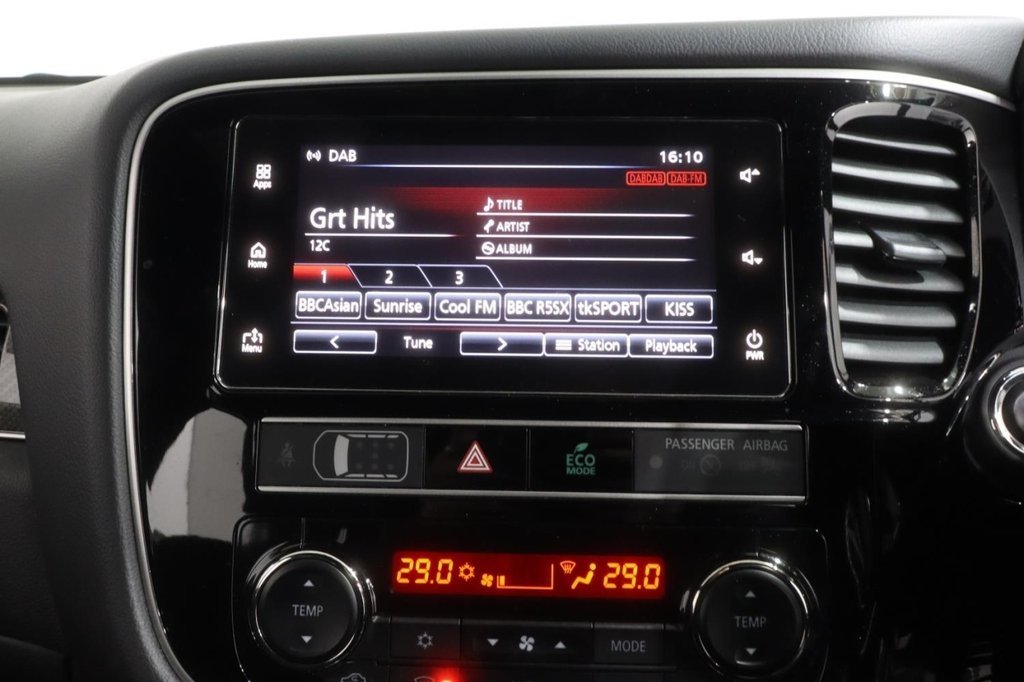 DAB 16:10
DABDAB DAB-FM
Apps
TITLE
Grt Hits
ARTIST
12C
ALBUM
Home
1 2 3
BBCAsian Sunrise Cool FM BBC R5SX tkSPORT KISS
Menu
< Tune > Station Playback
PWR
PASSENGER AIRBAG
ECO
MODE
29.0 29.0
TEMP
TEMP
MODE